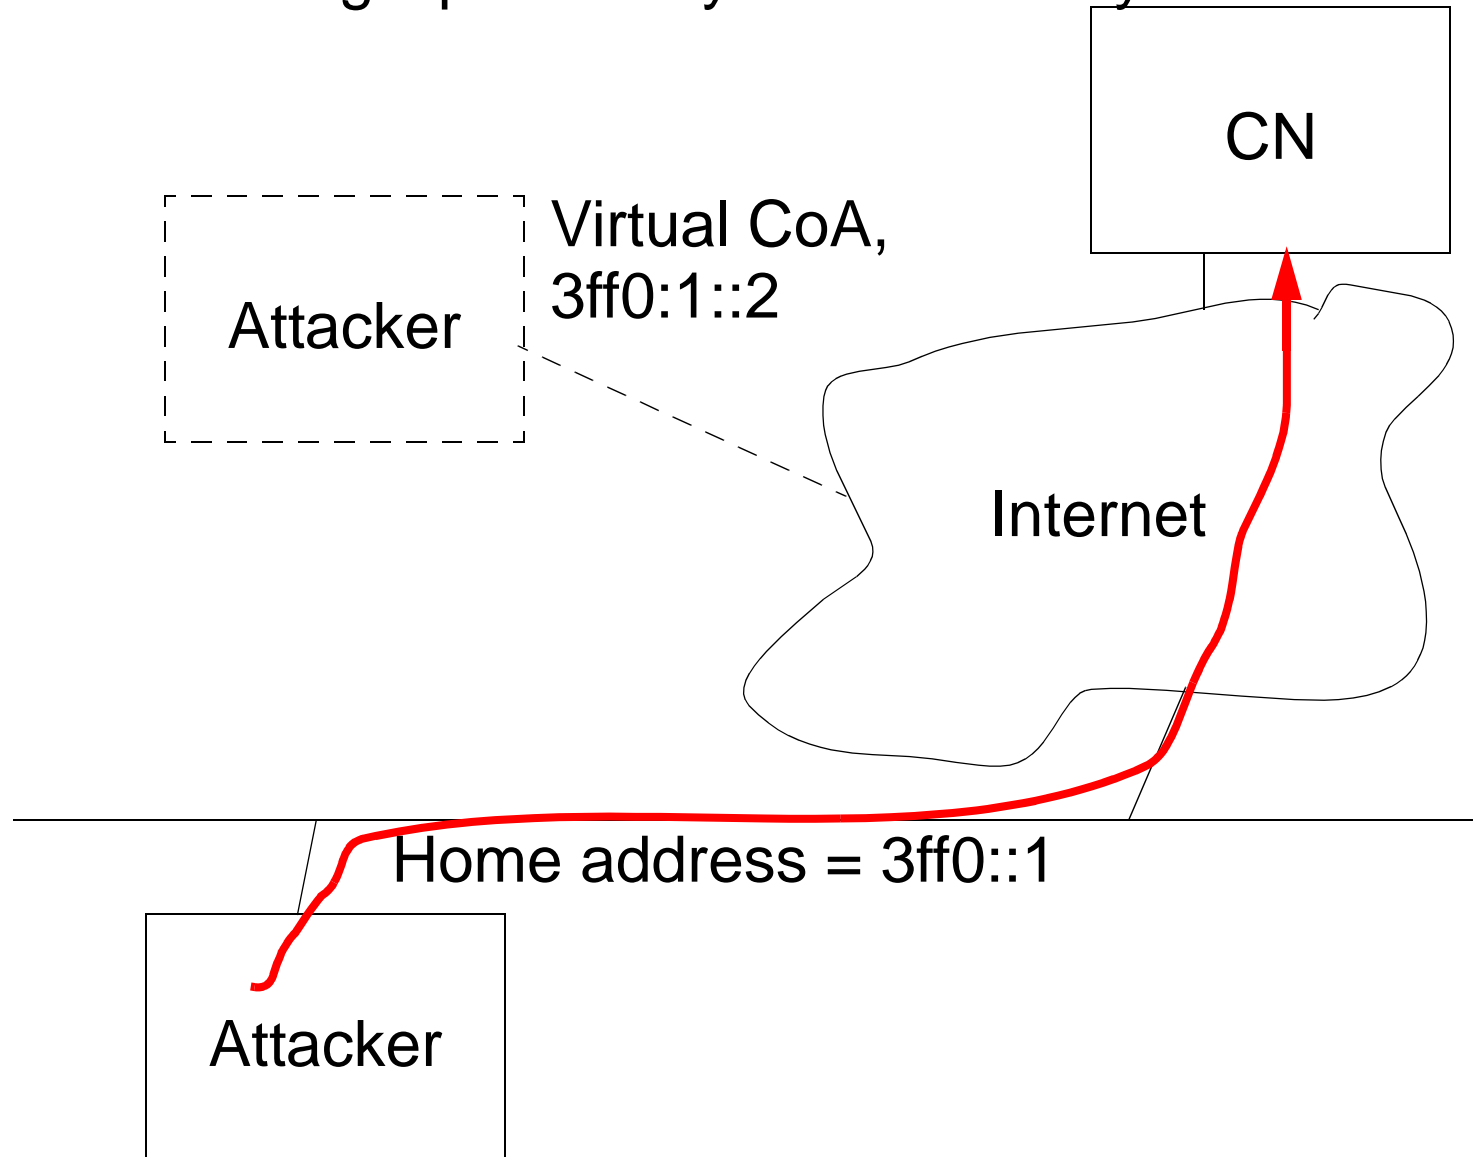 CN
Virtual CoA,
3ff0:1::2
Attacker
Internet
Home address = 3ff0::1
Attacker